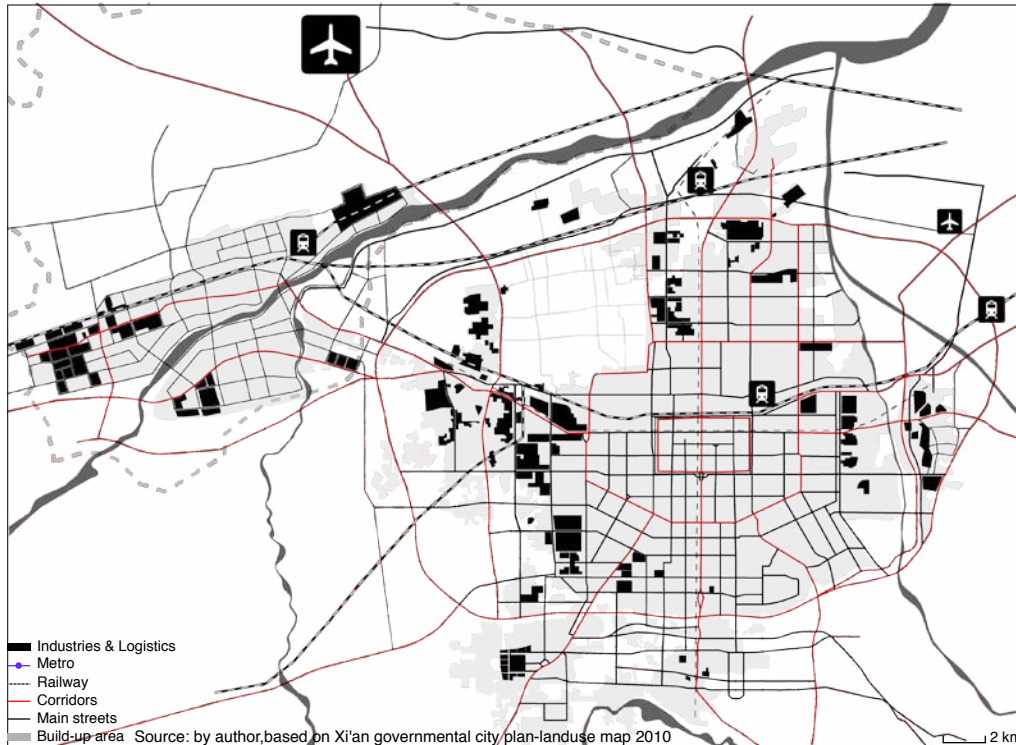 Industries & Logistics
Metro
Railway
Corridors
Main streets
Build-up area Source: by author,based on Xi'an governmental city plan-landuse map 2010
2 km